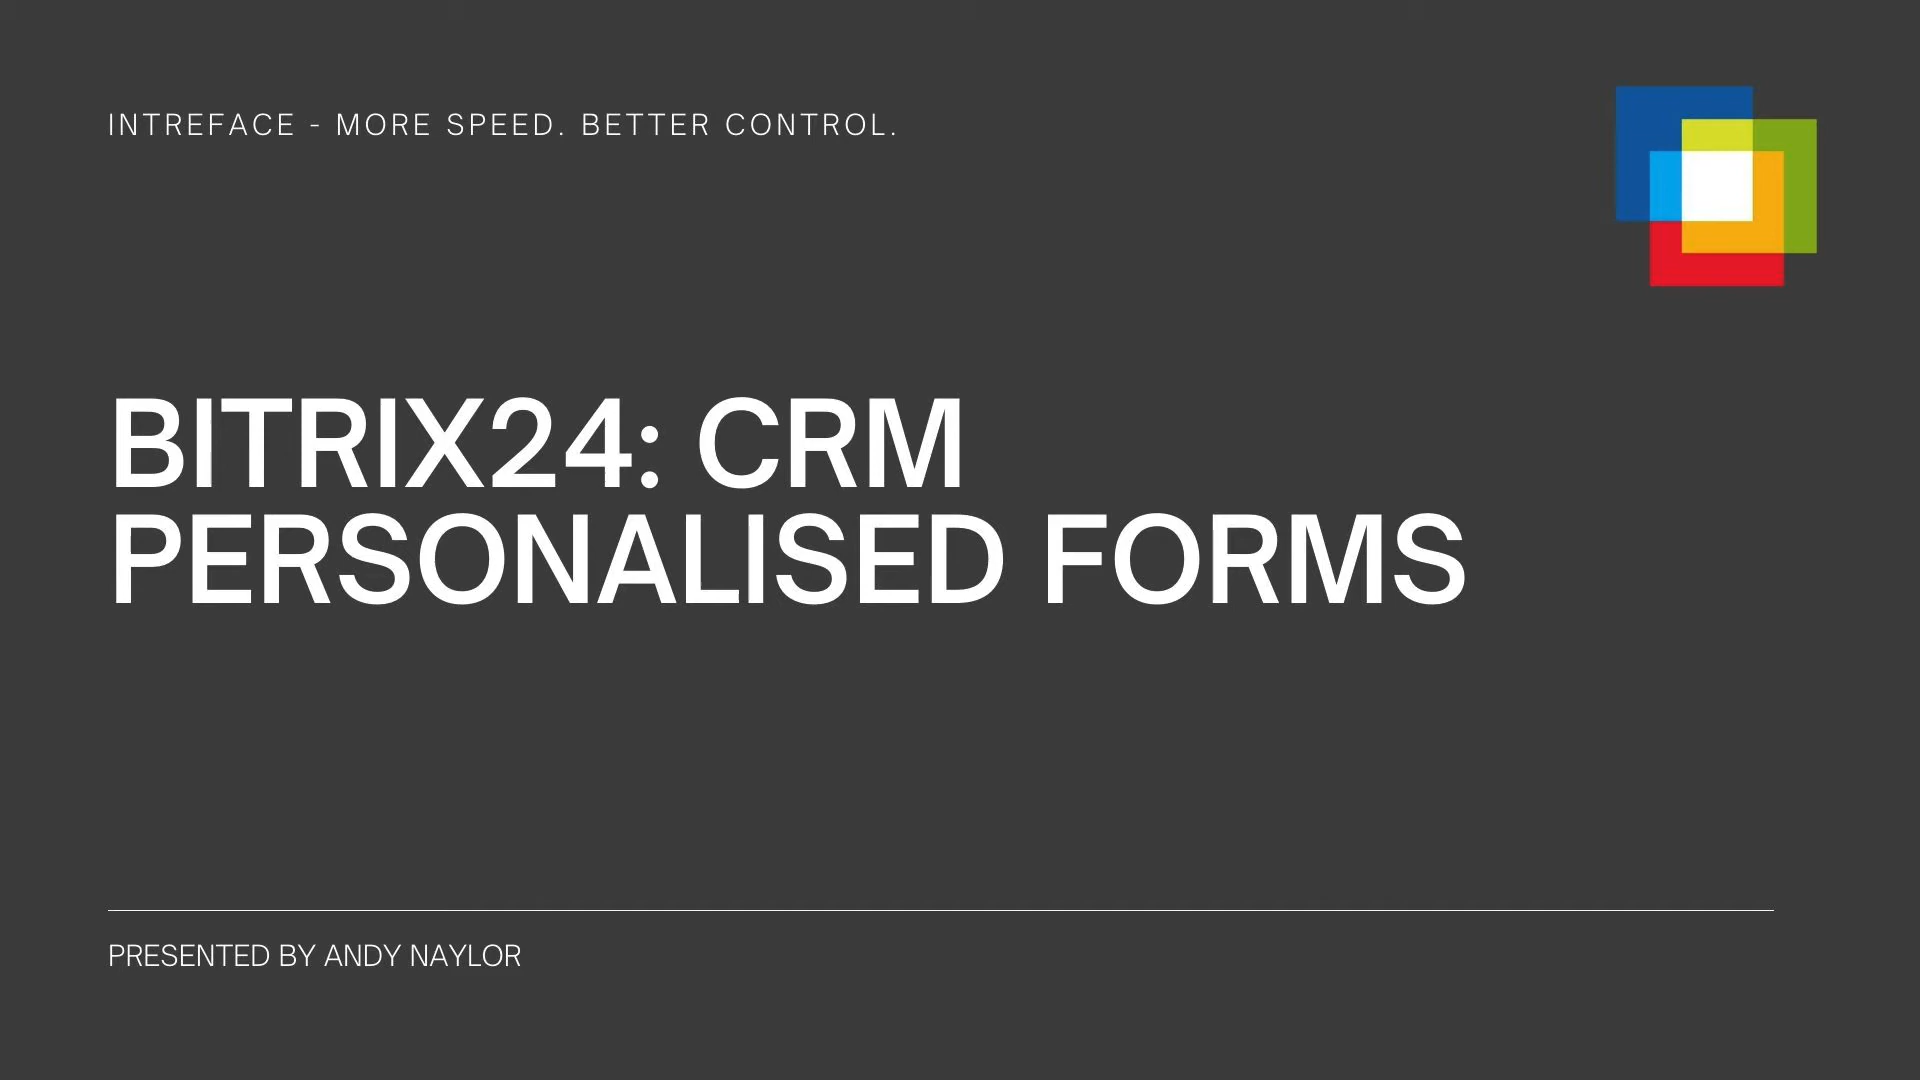 INTREFACE - MORE SPEED. BETTER CONTROL.
BITRIX24: CRM
PERSONALISED FORMS
PRESENTED BY ANDY NAYLOR